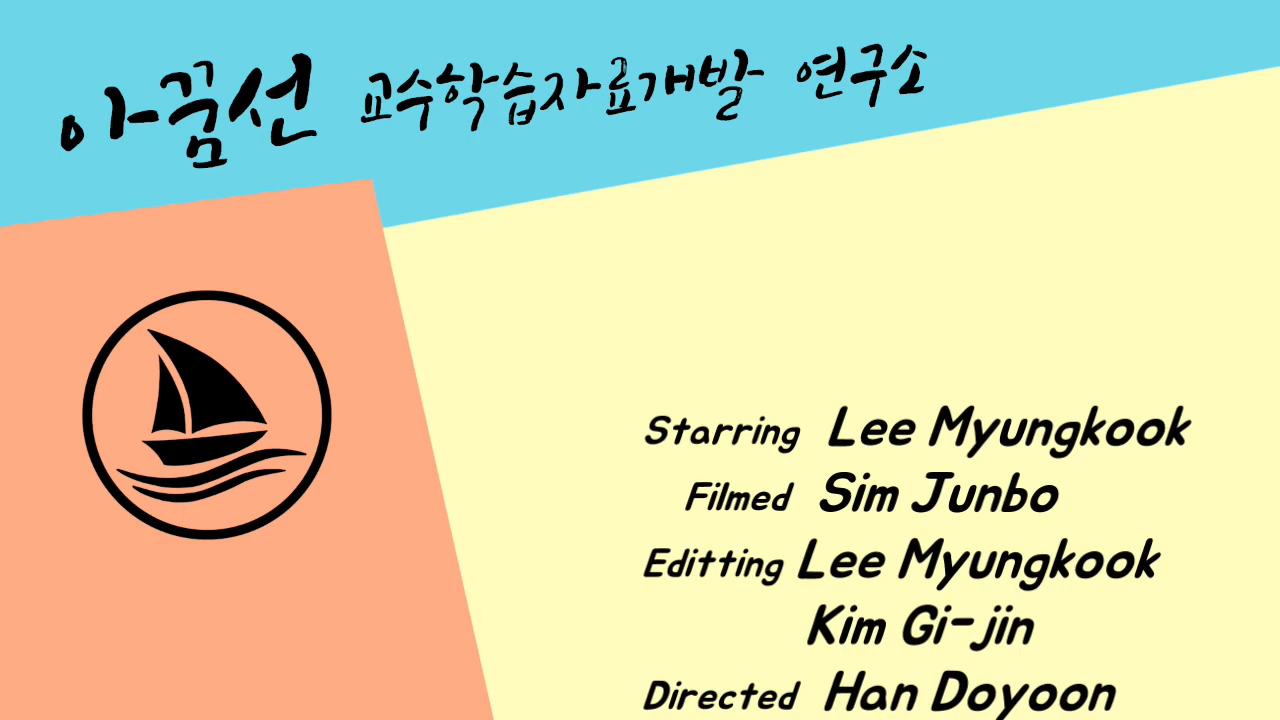 아꿈선 교수학습자료개발 연구소
Starring Lee Myungkook
Filmed Sim Junbo
Editting Lee Myungkook
Kim Gi-jin
Directed Han Doyoon